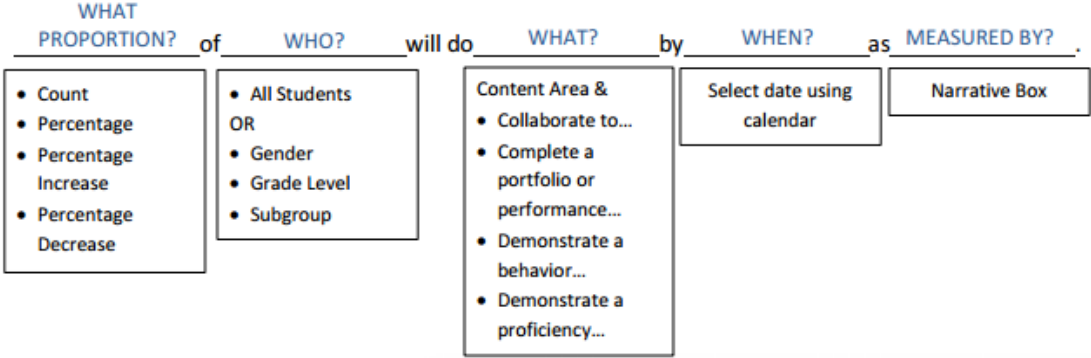 WHAT
PROPORTION? of WHO? will do WHAT? by WHEN? as MEASURED BY? .
• Count
• Percentage
• Percentage
Increase
• Percentage
Decrease
• All Students
OR
• Gender
• Grade Level
• Subgroup
Content Area &
• Collaborate to...
• Complete a
portfolio or
performance...
• Demonstrate a
behavior...
• Demonstrate a
proficiency...
Select date using
calendar
Narrative Box